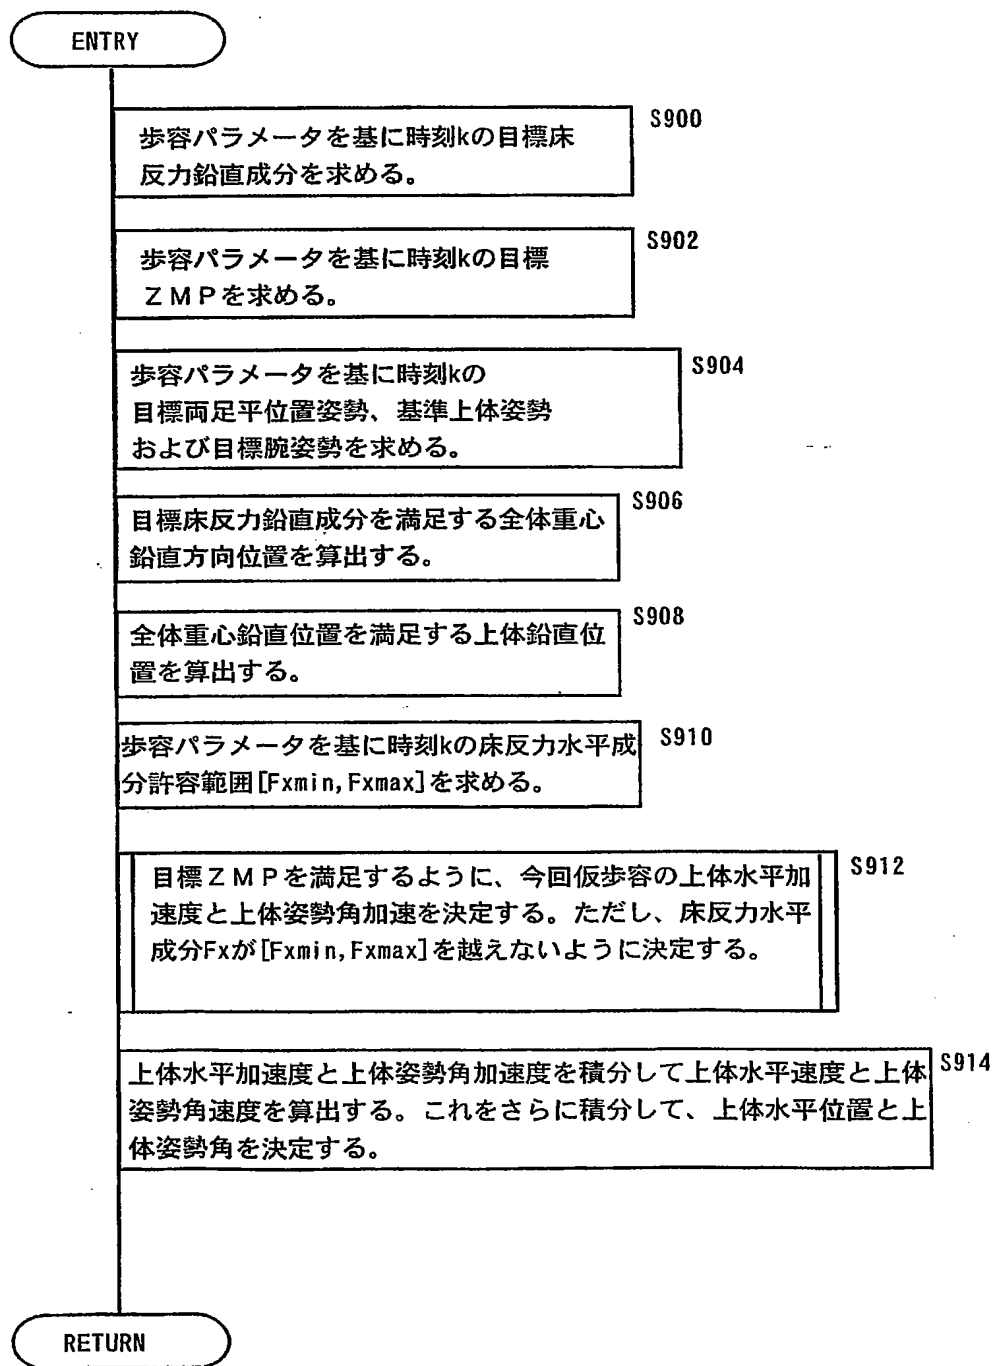 ENTRY
S900
歩容パラメータを基に時刻kの目標床
反力鉛直成分を求める。
S902
歩容パラメータを基に時刻kの目標
ＺＭＰを求める。
S904
歩容パラメータを基に時刻kの
目標両足平位置姿勢、基準上体姿勢
および目標腕姿勢を求める。
S906
目標床反力鉛直成分を満足する全体重心
鉛直方向位置を算出する。
S908
全体重心鉛直位置を満足する上体鉛直位
置を算出する。
S910
歩容パラメータを基に時刻kの床反力水平成
分許容範囲[Fxmin,Fxmax]を求める。
S912
目標ＺＭＰを満足するように、今回仮歩容の上体水平加
速度と上体姿勢角加速を決定する。ただし、床反力水平
成分Fxが[Fxmin,Fxmax]を越えないように決定する。
S914
上体水平加速度と上体姿勢角加速度を積分して上体水平速度と上体
姿勢角速度を算出する。これをさらに積分して、上体水平位置と上
体姿勢角を決定する。
RETURN